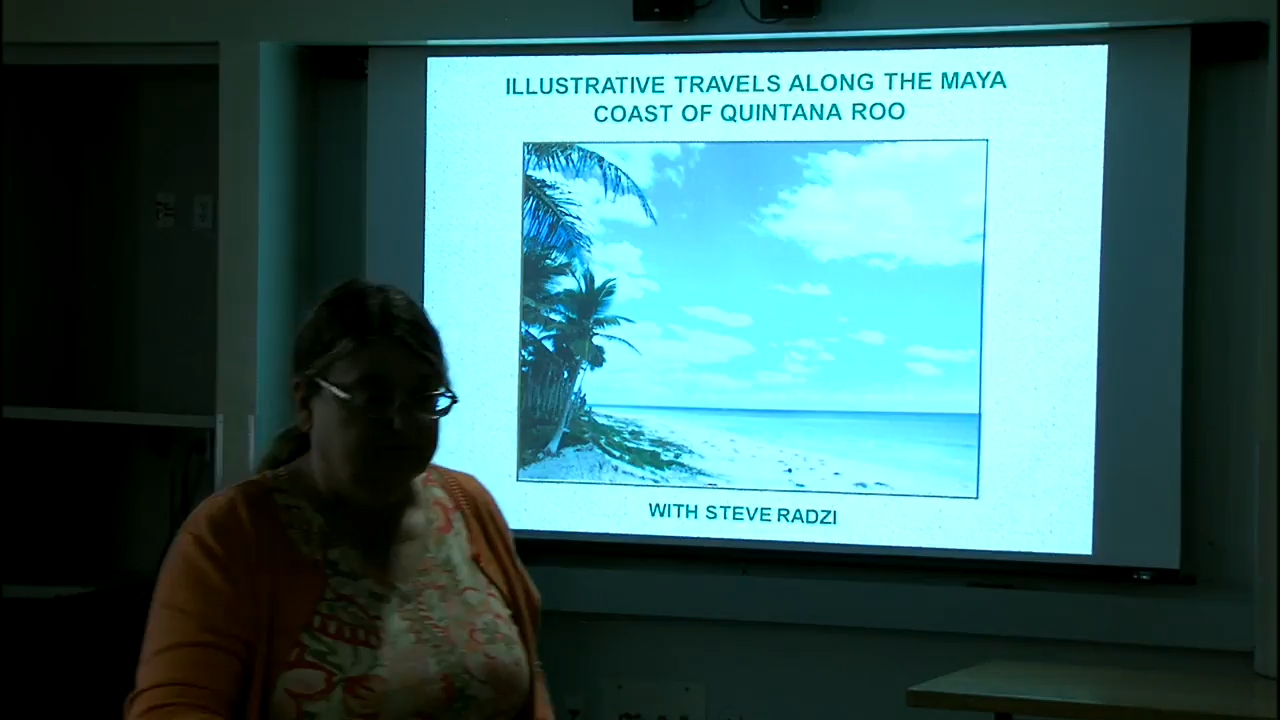 ILLUSTRATIVE TRAVELS ALONG THE MAYA
COAST OF QUINTANA ROO
WITH STEVE RADZI